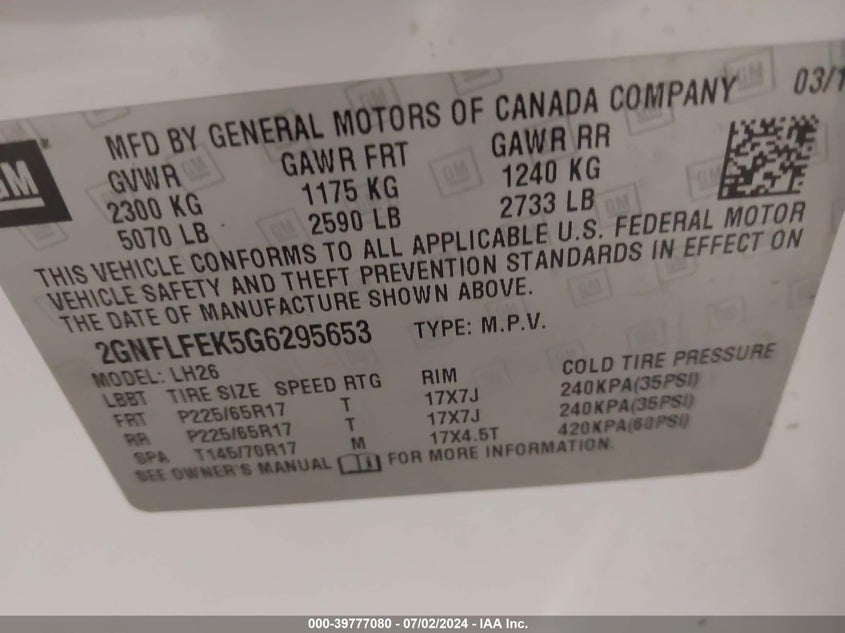 GM
MFD BY GENERAL MOTORS OF CANADA COMPANY 03/1
GVWR GAWR FRT GAWR RR
2300 KG 1175 KG 1240 KG
5070 LB 2590 LB 2733 LB
THIS VEHICLE CONFORMS TO ALL APPLICABLE U.S. FEDERAL MOTOR
VEHICLE SAFETY AND THEFT PREVENTION STANDARDS IN EFFECT ON
THE DATE OF MANUFACTURE SHOWN ABOVE.
2GNFLFEK5G6295653 TYPE: M.P.V.
MODEL: LH26
LBBT TIRE SIZE SPEED RTG RIM COLD TIRE PRESSURE
FRT P225/65R17 T 17X7J 240KPA(35PSI)
RR P225/65R17 T 17X7J 240KPA(35PSI)
SPA T145/70R17 M 17X4.5T 420KPA(60PSI)
SEE OWNER'S MANUAL FOR MORE INFORMATION.
000-39777080 - 07/02/2024 - IAA Inc.